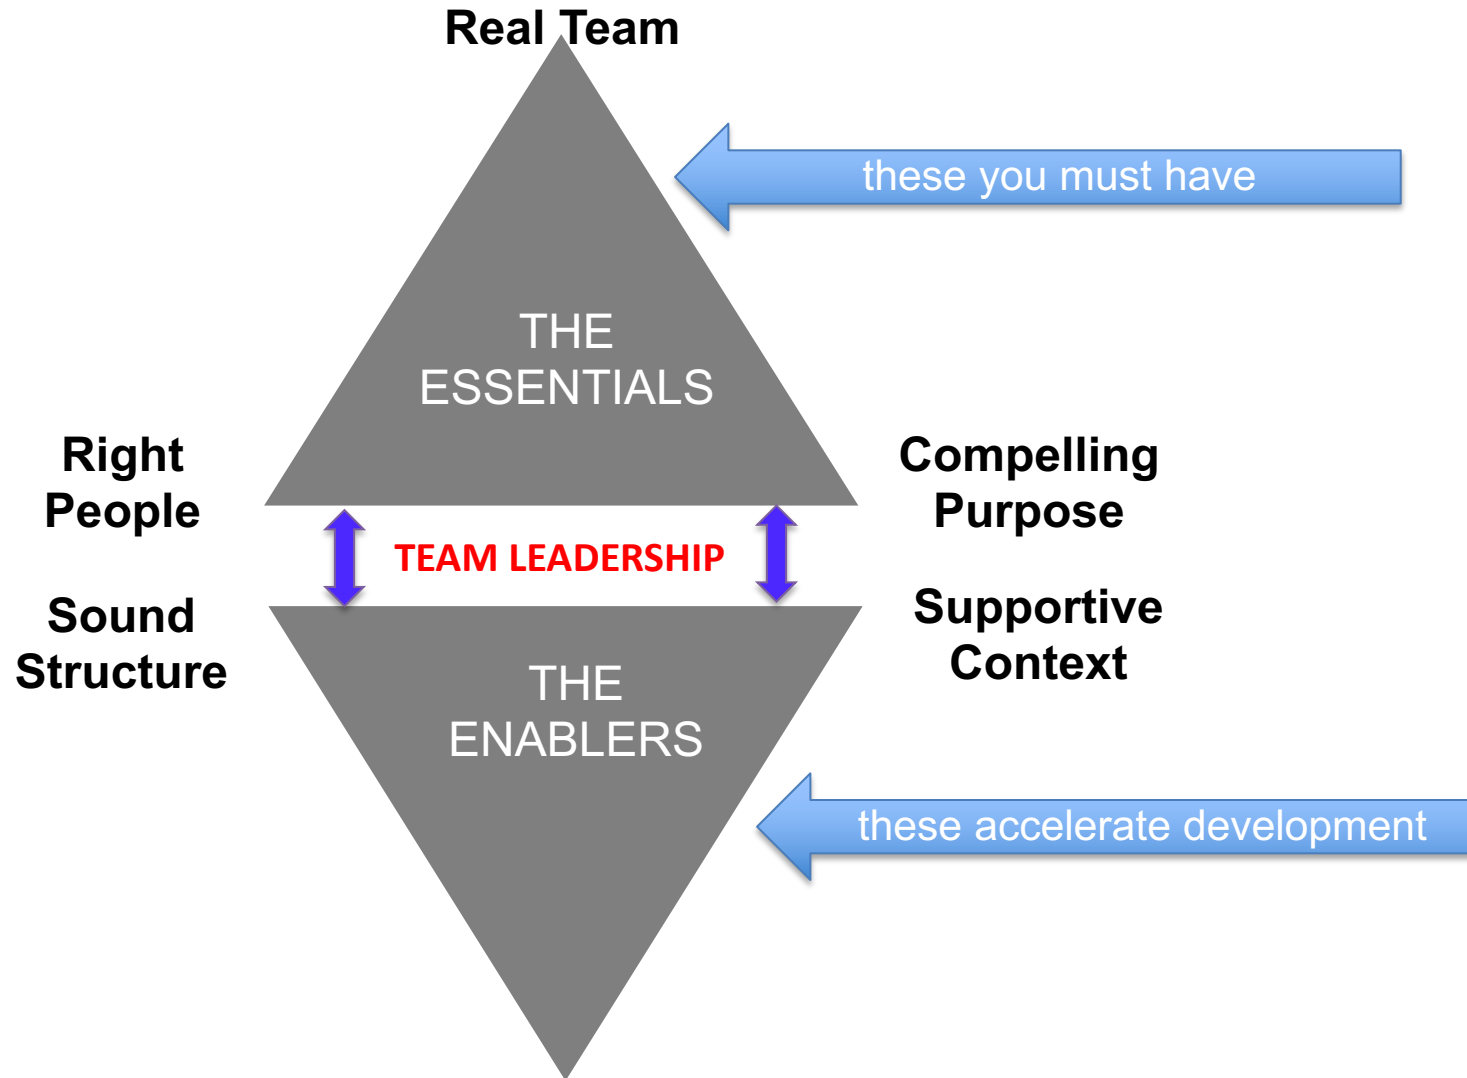 Real Team
these you must have
THE
ESSENTIALS
Right
People
Compelling
Purpose
TEAM LEADERSHIP
Sound
Structure
Supportive
Context
THE
ENABLERS
these accelerate development